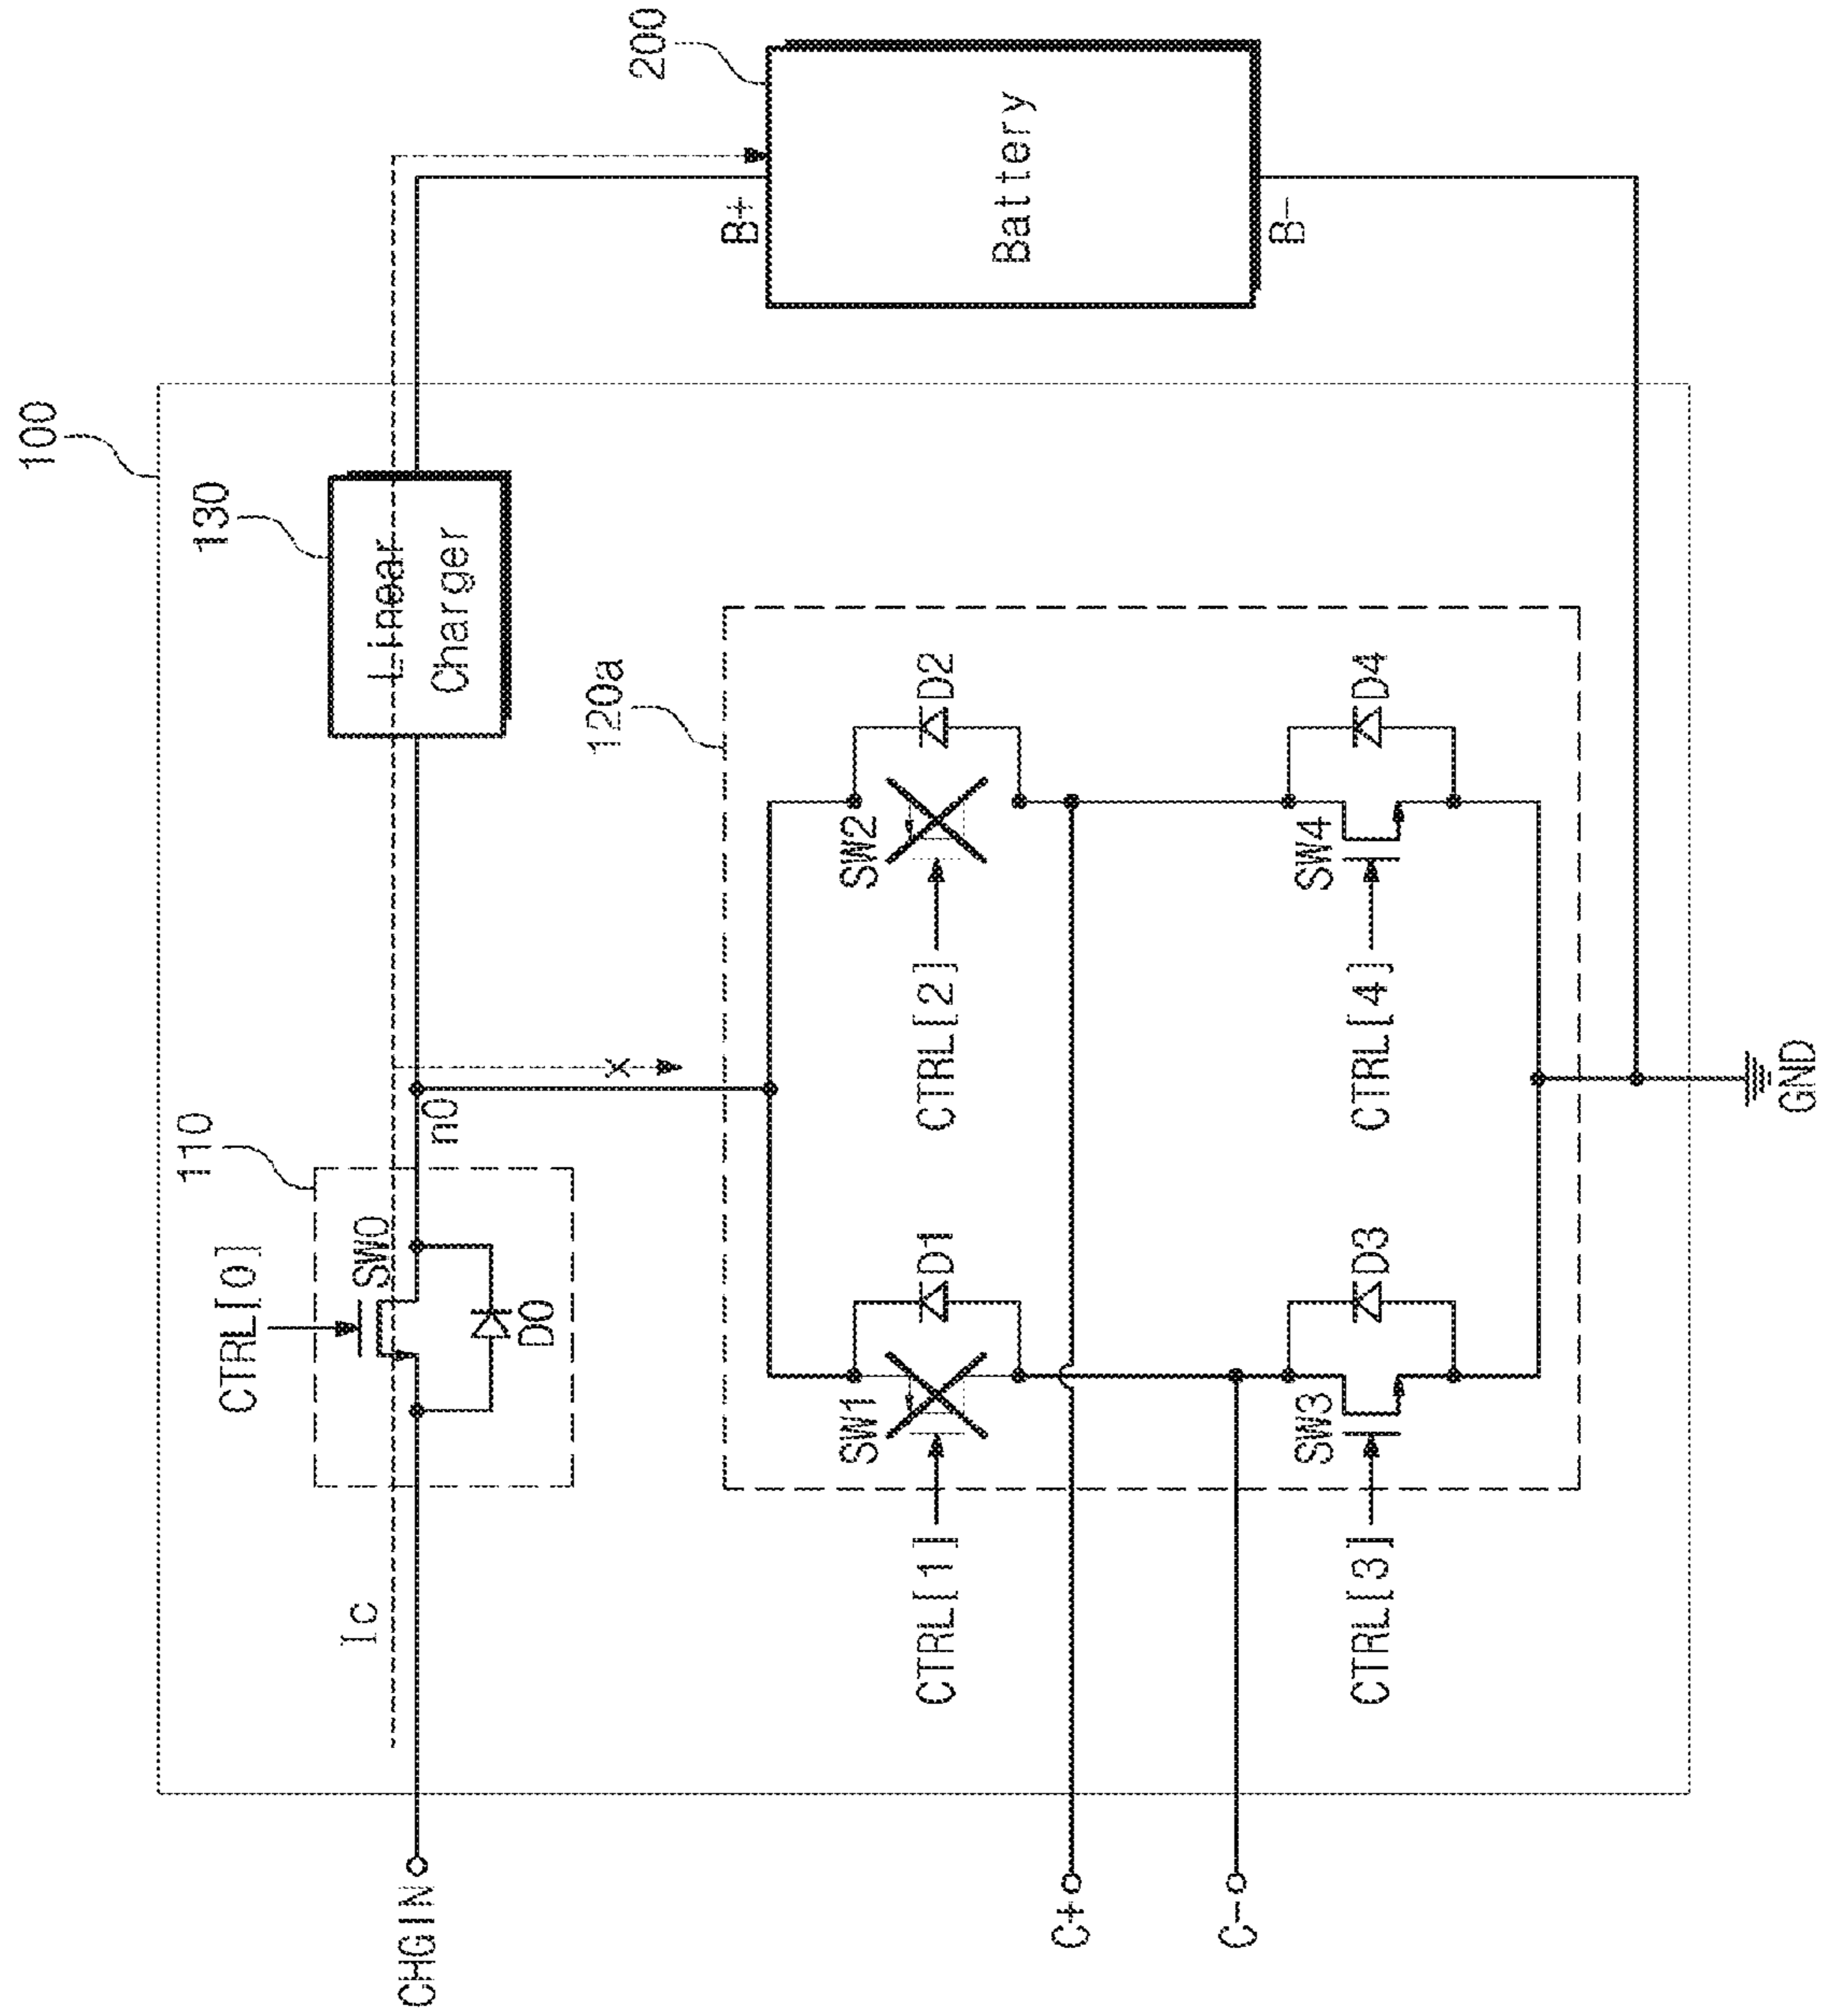 100
CTRL[0]
110
130
SW0
Linear
Charger
Ic
D0
n0
CHGIN
x
120a
200
B+
Battery
B-
SW1
D1
SW2
D2
CTRL[1]
CTRL[2]
C+
C-
SW3
D3
SW4
D4
CTRL[3]
CTRL[4]
GND